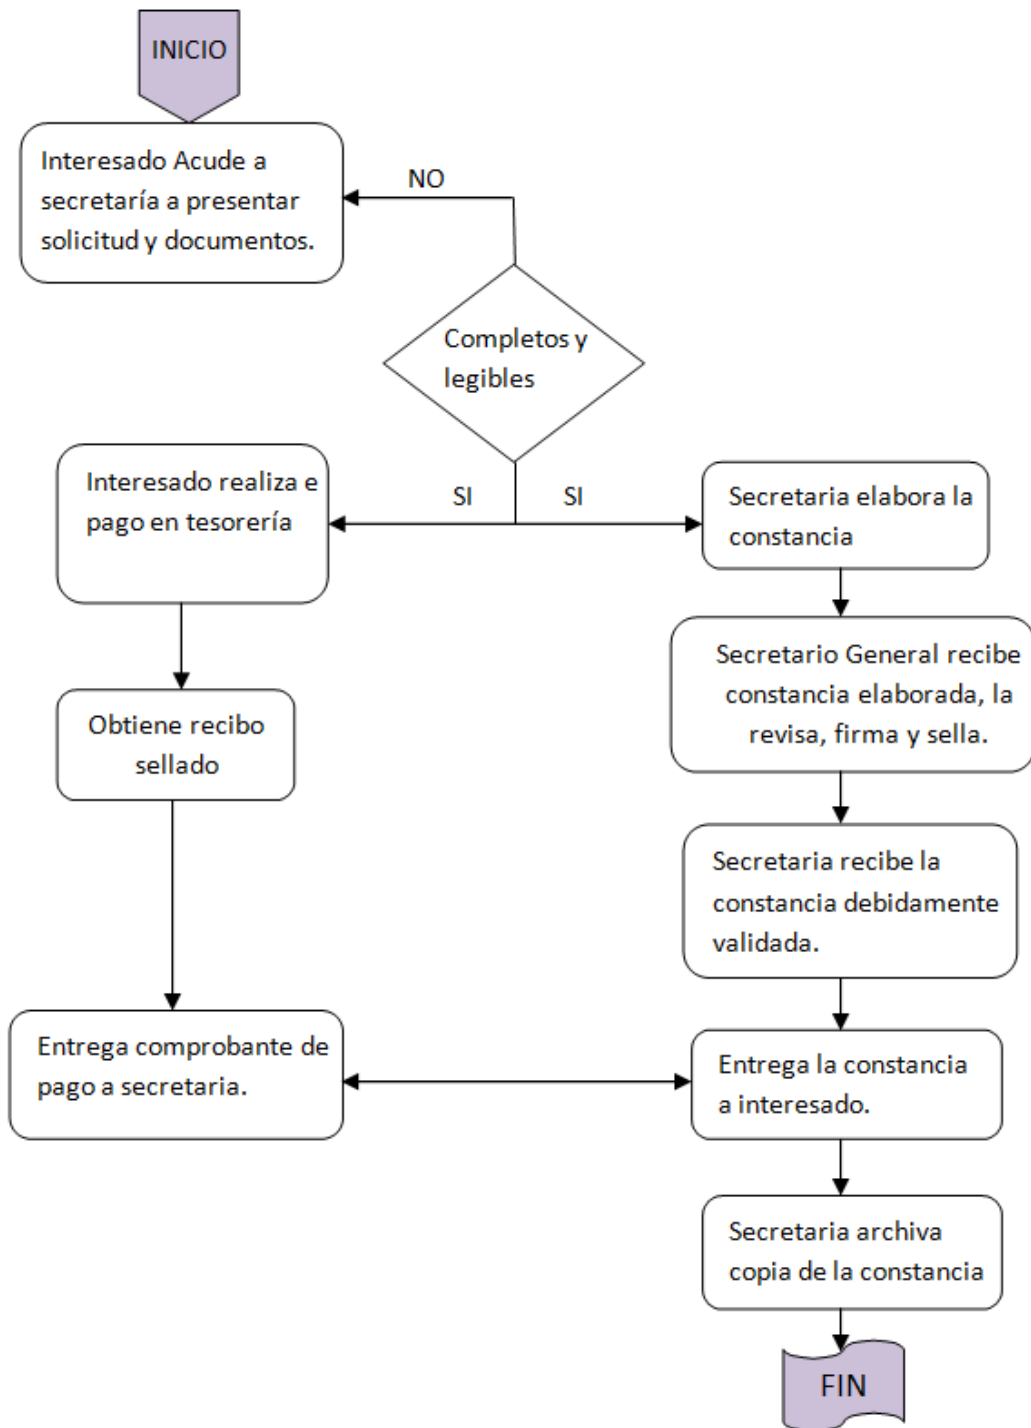 INICIO
Interesado Acude a
secretaría a presentar
solicitud y documentos.
NO
Completos y
legibles
Interesado realiza e
pago en tesorería
SI
SI
Secretaria elabora la
constancia
Secretario General recibe
constancia elaborada, la
revisa, firma y sella.
Obtiene recibo
sellado
Secretaria recibe la
constancia debidamente
validada.
Entrega comprobante de
pago a secretaria.
Entrega la constancia
a interesado.
Secretaria archiva
copia de la constancia
FIN